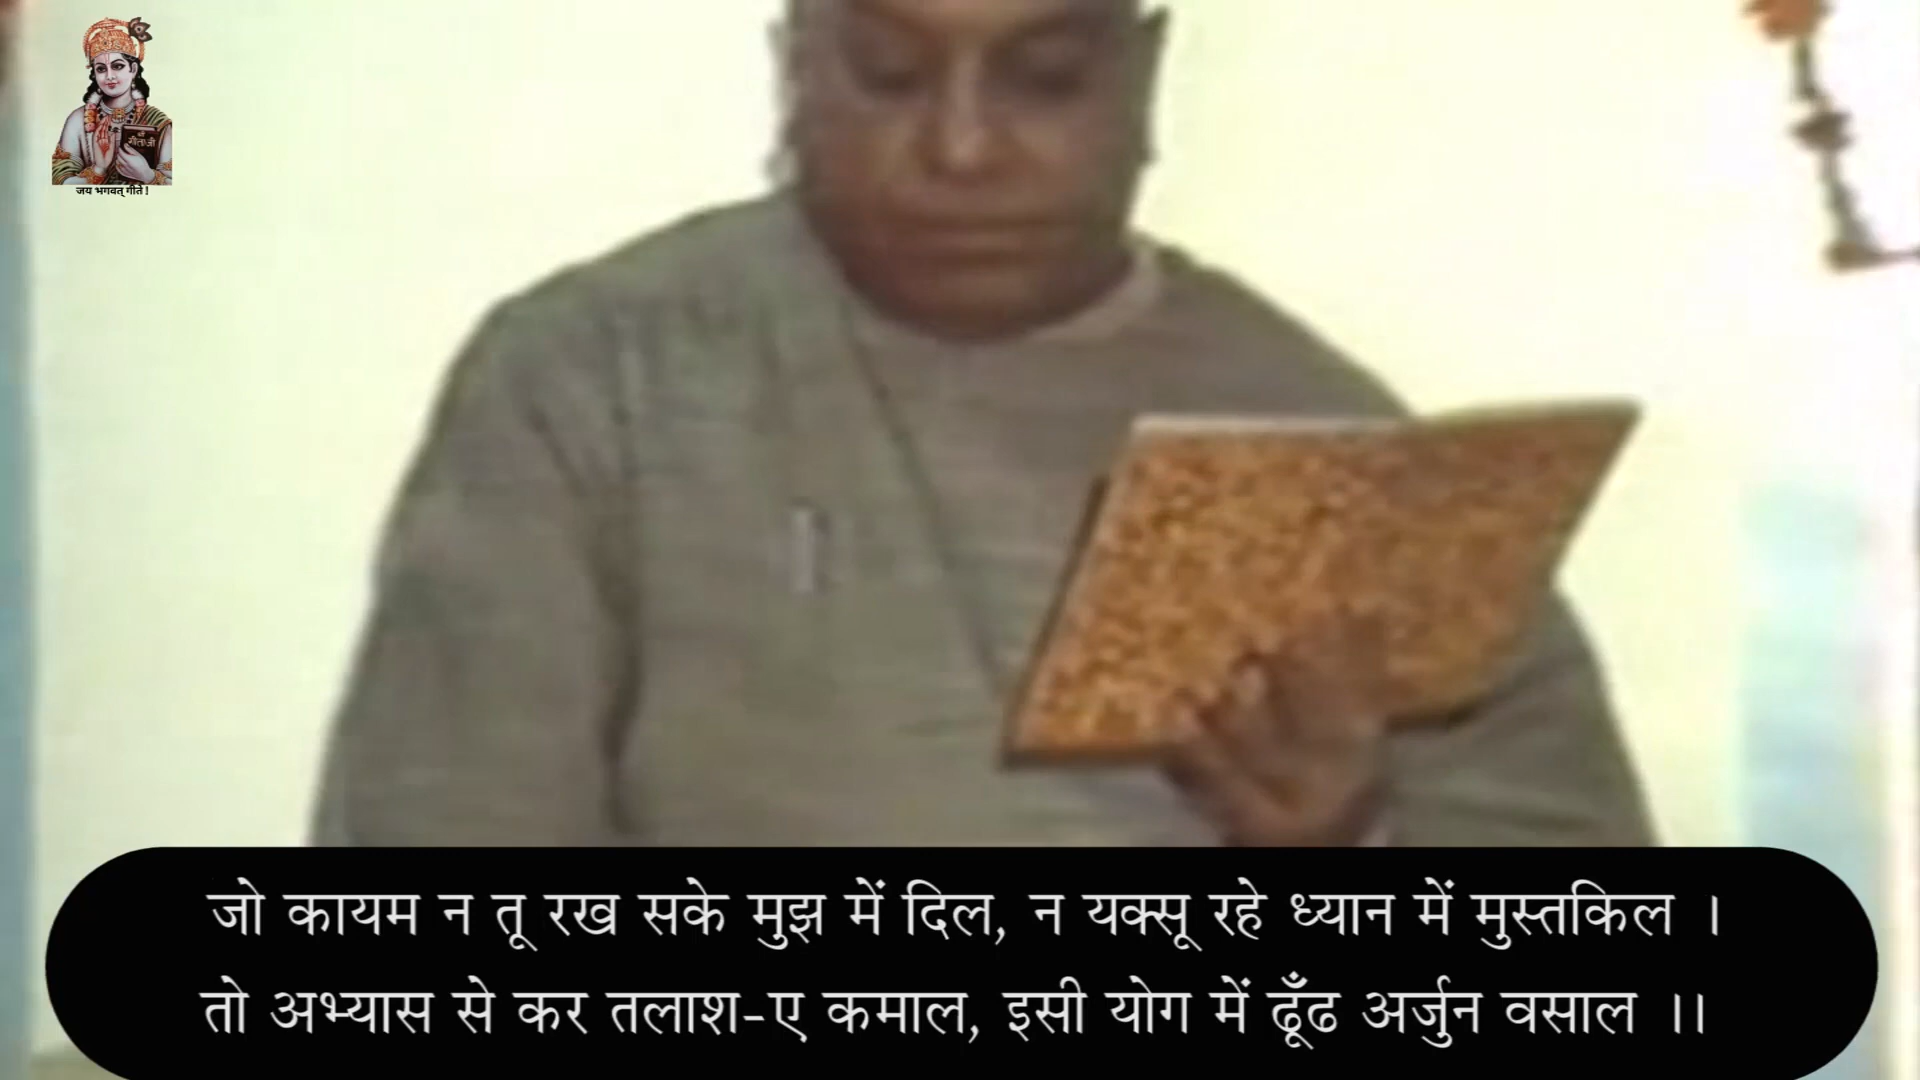 श्री
गीताजी
जय भगवत् गीते !
जो कायम न तू रख सके मुझ में दिल, न यक्सू रहे ध्यान में मुस्तकिल ।
तो अभ्यास से कर तलाश-ए कमाल, इसी योग में ढूँढ अर्जुन वसाल ।।